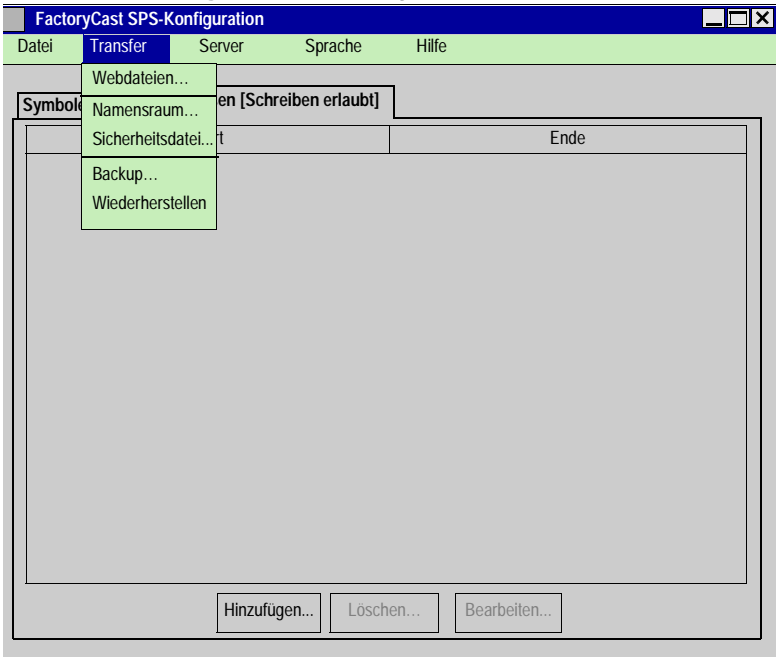 FactoryCast SPS-Konfiguration
Datei Transfer Server Sprache Hilfe
Webdateien...
Namensraum...
Sicherheitsdatei...
Backup...
Wiederherstellen
en [Schreiben erlaubt]
Ende
Hinzufügen... Löschen... Bearbeiten...